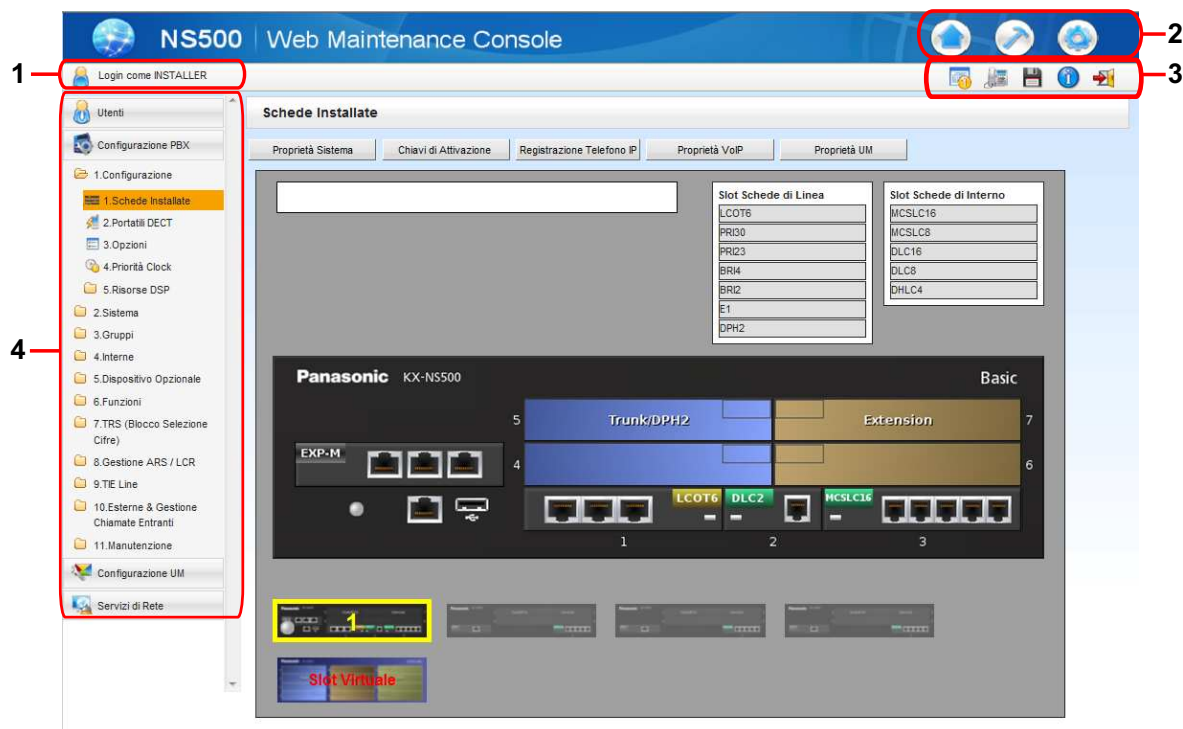 NS500 Web Maintenance Console
2
1
Login come INSTALLER
3
Utenti
Configurazione PBX
1.Configurazione
1.Schede Installate
2.Portatili DECT
3.Opzioni
4.Priorità Clock
5.Risorse DSP
2.Sistema
3.Gruppi
4.Interne
5.Dispositivo Opzionale
6.Funzioni
7.TRS (Blocco Selezione
Cifre)
8.Gestione ARS / LCR
9.TIE Line
10.Esterne & Gestione
Chiamate Entranti
11.Manutenzione
Configurazione UM
Servizi di Rete
4
Schede Installate
Proprietà Sistema
Chiavi di Attivazione
Registrazione Telefono IP
Proprietà VoIP
Proprietà UM
Slot Schede di Linea
LCOT6
PRI30
PRI23
BRI4
BRI2
E1
DPH2
Slot Schede di Interno
MCSLC16
MCSLC8
DLC16
DLC8
DHLC4
Panasonic KX-NS500
Basic
5
Trunk/DPH2
Extension
7
EXP-M
4
6
LCOT6
DLC2
MCSLC16
1
2
3
1
Slot Virtuale